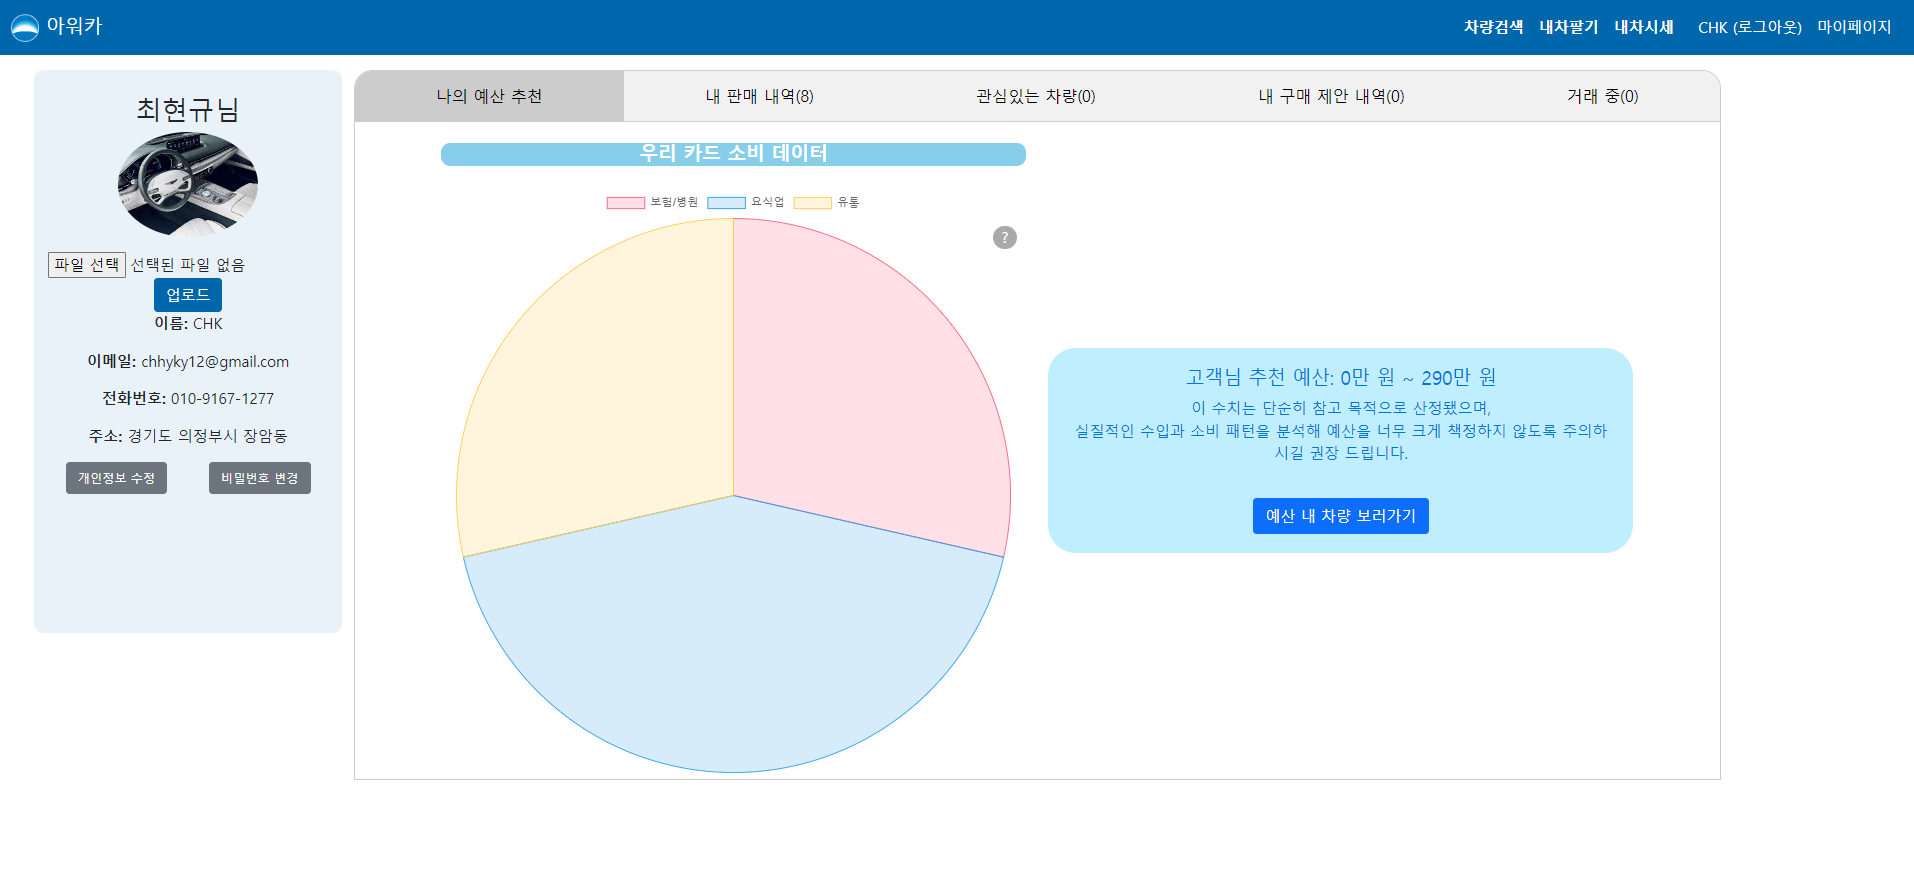 아워카
차량검색 내차팔기 내차시세 CHK (로그아웃) 마이페이지
최현규님
파일 선택 선택된 파일 없음
업로드
이름: CHK
이메일: chhyky12@gmail.com
전화번호: 010-9167-1277
주소: 경기도 의정부시 장암동
개인정보 수정 비밀번호 변경
나의 예산 추천 내 판매 내역(8) 관심있는 차량(0) 내 구매 제안 내역(0) 거래 중(0)
우리 카드 소비 데이터
보험/병원 요식업 유통
?
고객님 추천 예산: 0만 원 ~ 290만 원
이 수치는 단순히 참고 목적으로 산정됐으며,
실질적인 수입과 소비 패턴을 분석해 예산을 너무 크게 책정하지 않도록 주의하
시길 권장 드립니다.
예산 내 차량 보러가기